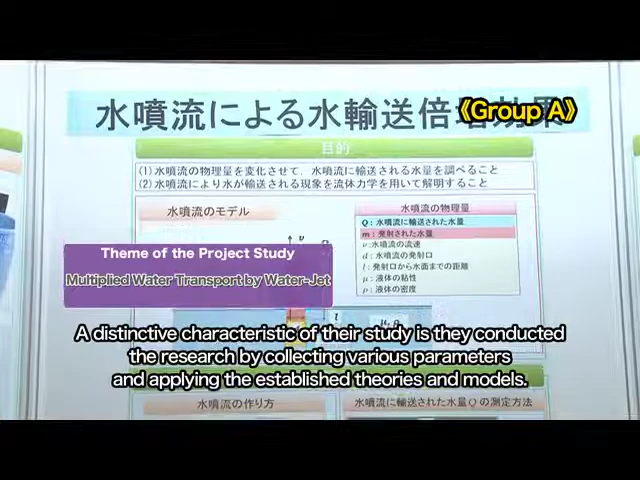 水噴流による水輸送倍増効果
《Group A》
目的
(1)水噴流の物理量を変化させて、水噴流に輸送される水量を調べること
(2)水噴流により水が輸送される現象を流体力学を用いて解明すること
水噴流のモデル
水噴流の物理量
Q：水噴流に輸送された水量
m：発射された水量
v：水噴流の流速
d：水噴流の発射口
l：発射口から水面までの距離
μ：液体の粘性
ρ：液体の密度
Theme of the Project Study
Multiplied Water Transport by Water-Jet
v
l
A distinctive characteristic of their study is they conducted
the research by collecting various parameters
and applying the established theories and models.
水噴流の作り方
水噴流に輸送された水量Qの測定方法